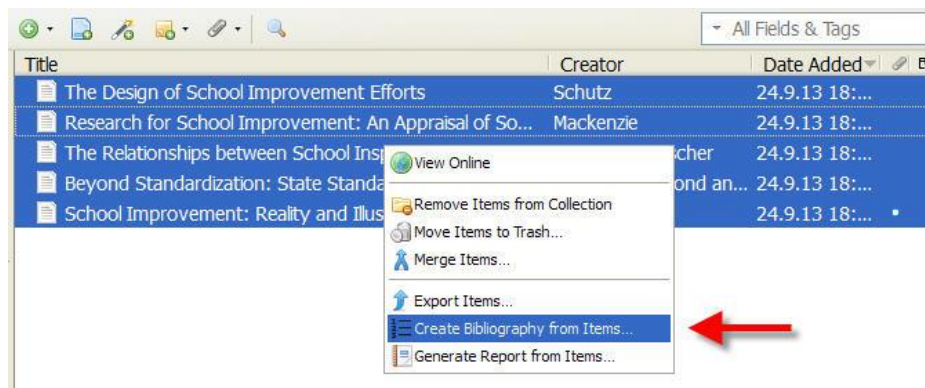 All Fields & Tags
Title Creator Date Added
The Design of School Improvement Efforts Schutz 24.9.13 18:...
Research for School Improvement: An Appraisal of So... Mackenzie 24.9.13 18:...
The Relationships between School Insp cher 24.9.13 18:...
Beyond Standardization: State Standa ond an... 24.9.13 18:...
School Improvement: Reality and Illus 24.9.13 18:...
View Online
Remove Items from Collection
Move Items to Trash...
Merge Items...
Export Items...
Create Bibliography from Items...
Generate Report from Items...